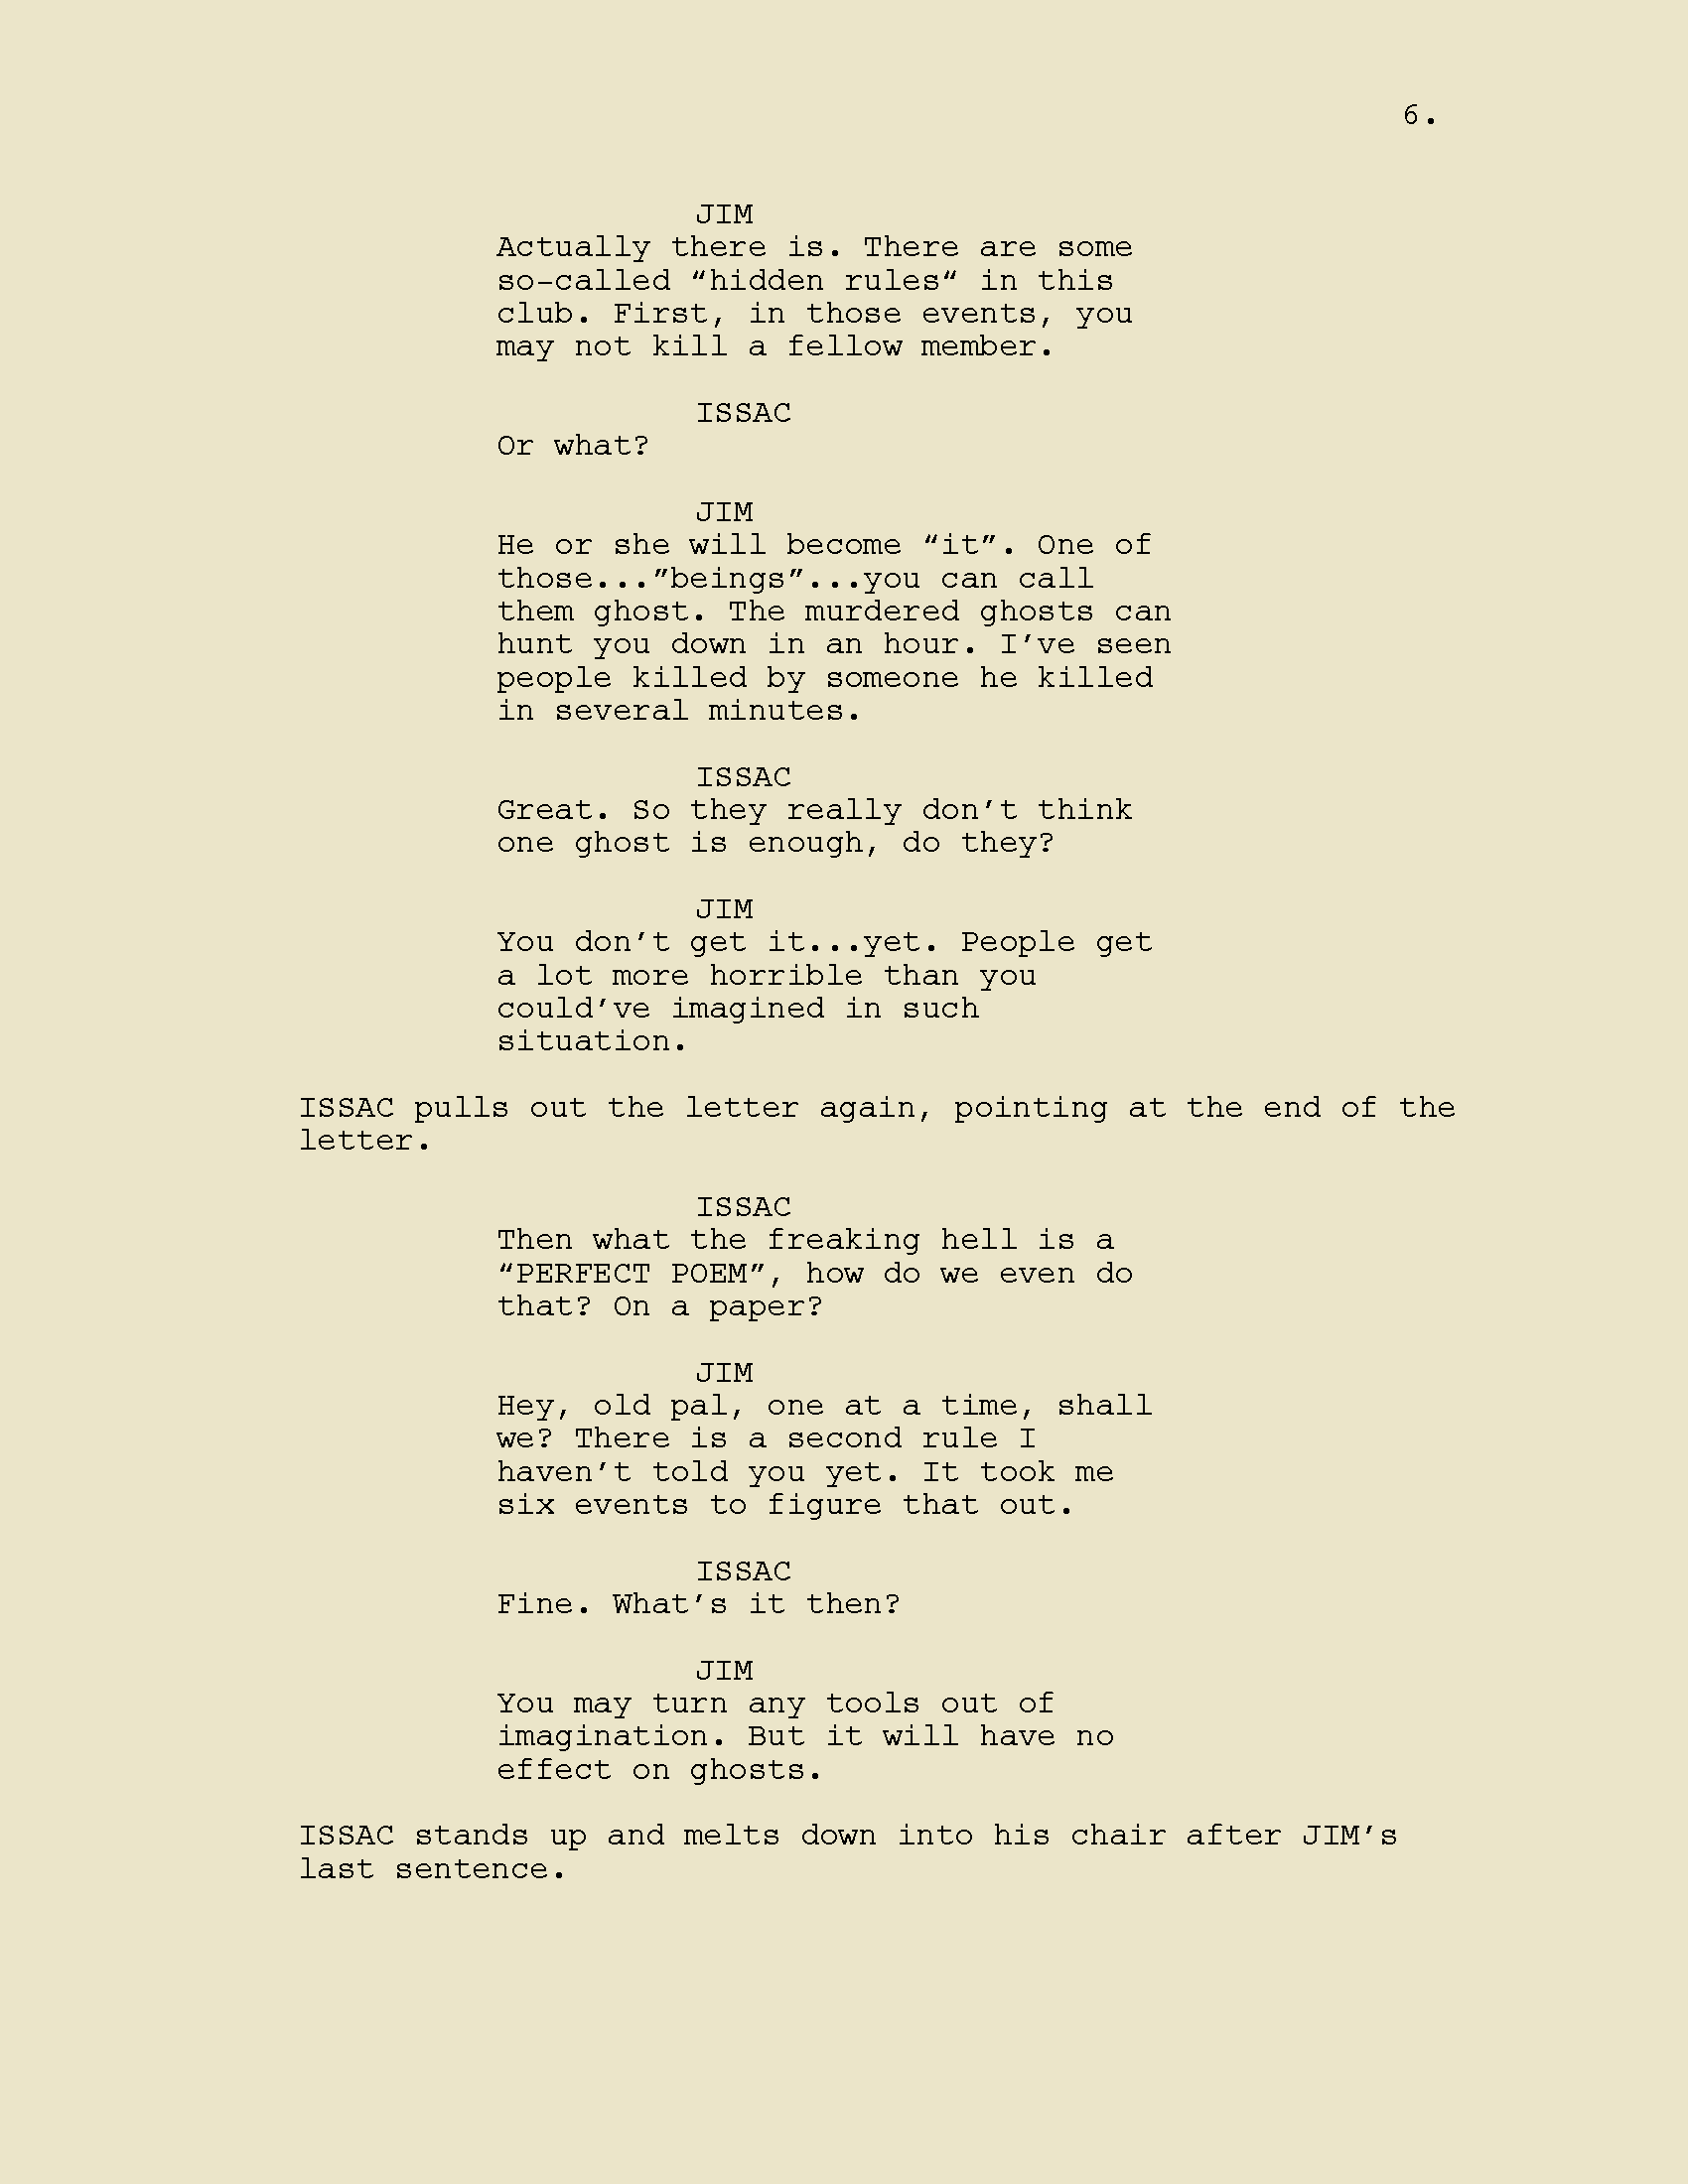 6.
JIM
Actually there is. There are some
so-called “hidden rules“ in this
club. First, in those events, you
may not kill a fellow member.
ISSAC
Or what?
JIM
He or she will become “it”. One of
those...”beings”...you can call
them ghost. The murdered ghosts can
hunt you down in an hour. I’ve seen
people killed by someone he killed
in several minutes.
ISSAC
Great. So they really don’t think
one ghost is enough, do they?
JIM
You don’t get it...yet. People get
a lot more horrible than you
could’ve imagined in such
situation.
ISSAC pulls out the letter again, pointing at the end of the
letter.
ISSAC
Then what the freaking hell is a
“PERFECT POEM”, how do we even do
that? On a paper?
JIM
Hey, old pal, one at a time, shall
we? There is a second rule I
haven’t told you yet. It took me
six events to figure that out.
ISSAC
Fine. What’s it then?
JIM
You may turn any tools out of
imagination. But it will have no
effect on ghosts.
ISSAC stands up and melts down into his chair after JIM’s
last sentence.